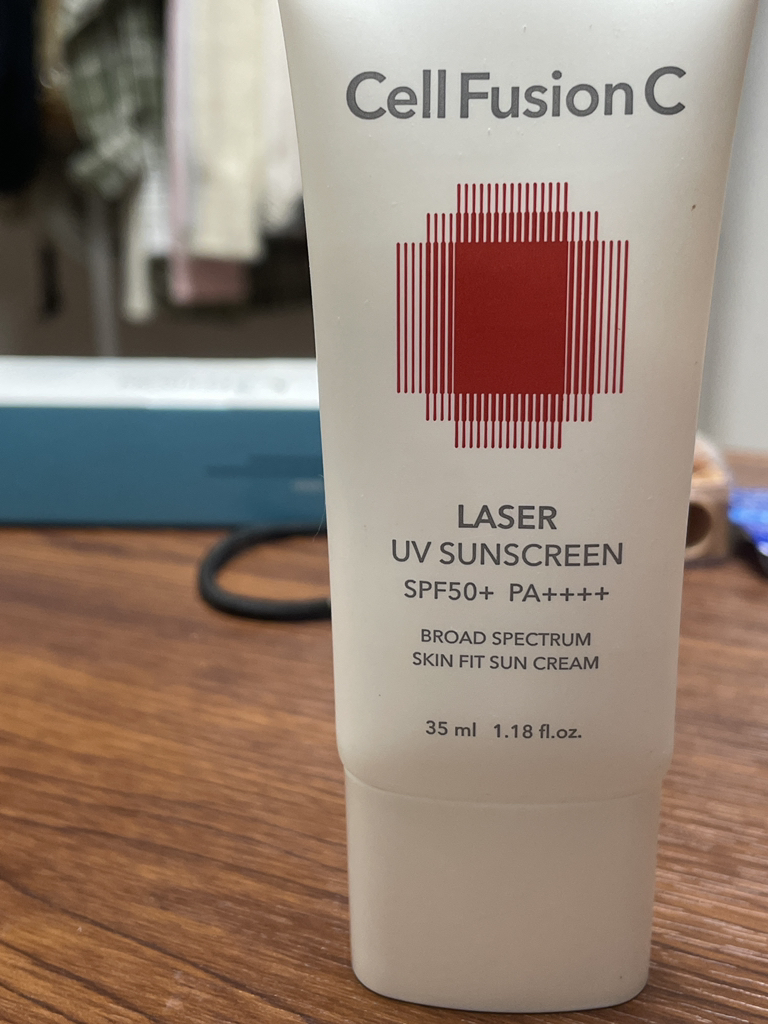 Cell Fusion C
LASER
UV SUNSCREEN
SPF50+ PA++++
BROAD SPECTRUM
SKIN FIT SUN CREAM
35 ml 1.18 fl.oz.